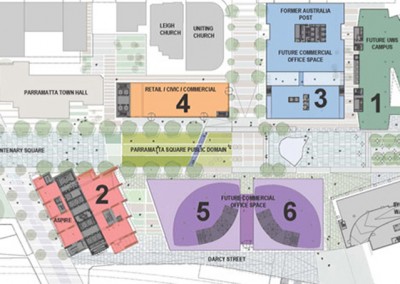 LEIGH
CHURCH
UNITING
CHURCH
FORMER AUSTRALIA
POST
FUTURE COMMERCIAL
OFFICE SPACE
3
FUTURE UWS
CAMPUS
1
PARRAMATTA TOWN HALL
RETAIL / CIVIC / COMMERCIAL
4
ENTENARY SQUARE
PARRAMATTA SQUARE PUBLIC DOMAIN
ASPIRE
2
FUTURE COMMERCIAL
OFFICE SPACE
5
6
DARCY STREET